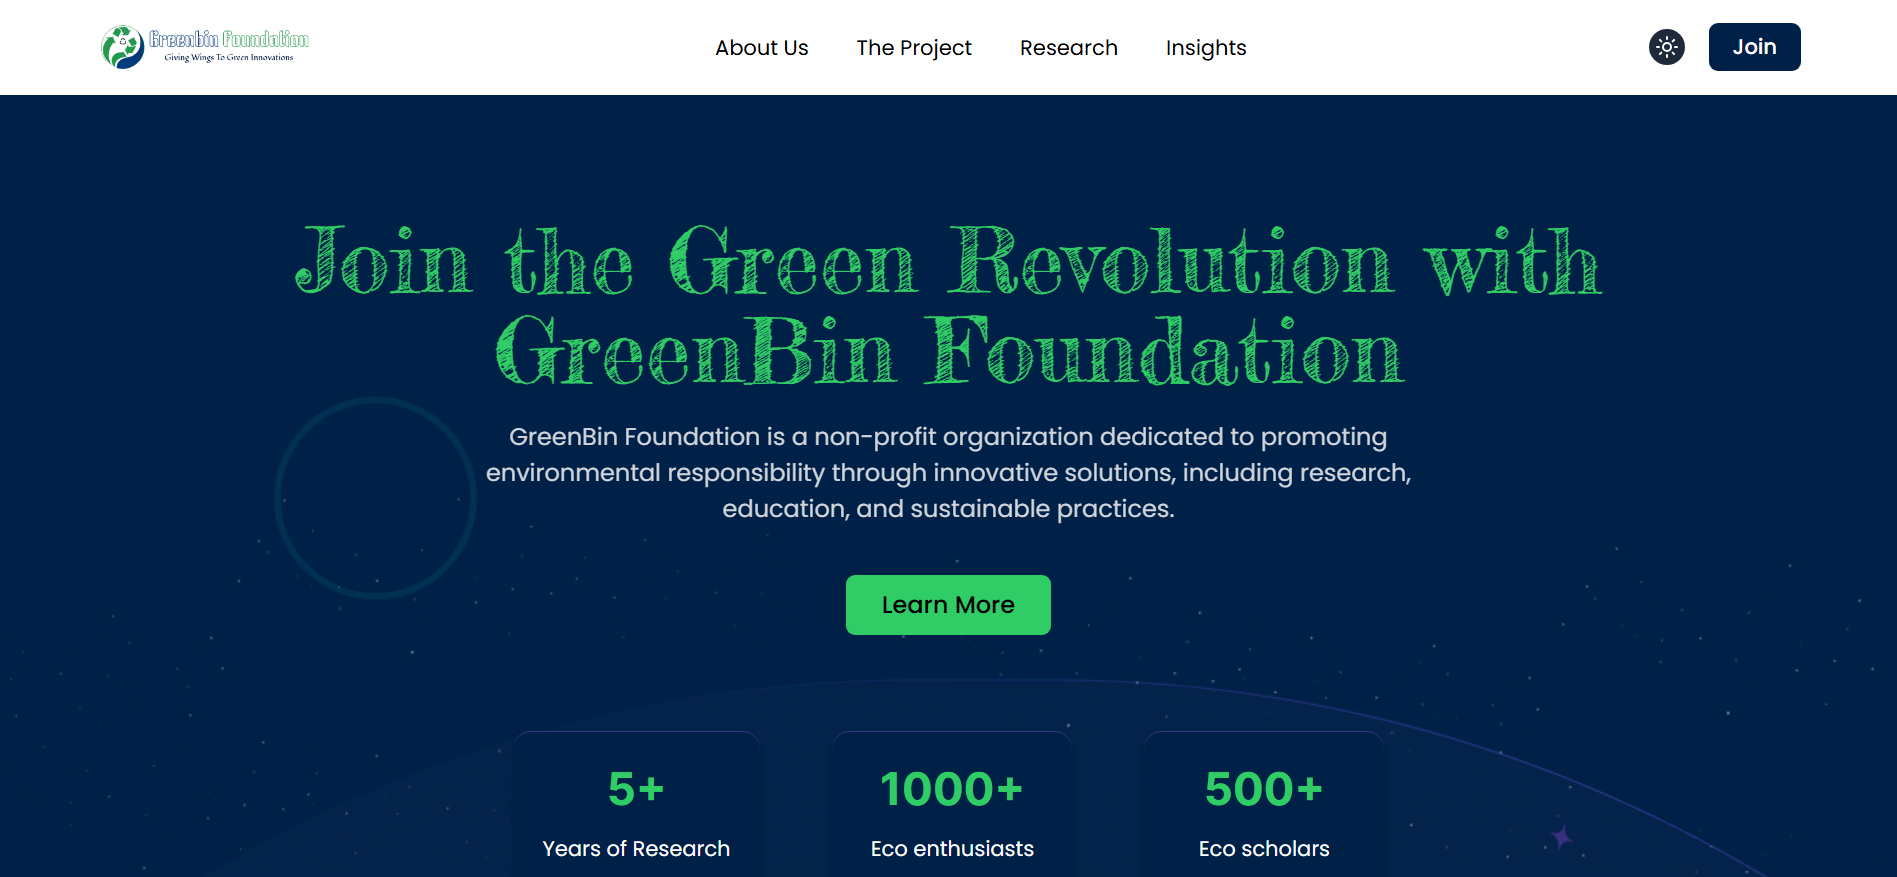 Greenbin Foundation
Giving Wings To Green Innovations
About Us
The Project
Research
Insights
Join
Join the Green Revolution with
GreenBin Foundation
GreenBin Foundation is a non-profit organization dedicated to promoting
environmental responsibility through innovative solutions, including research,
education, and sustainable practices.
Learn More
5+
Years of Research
1000+
Eco enthusiasts
500+
Eco scholars